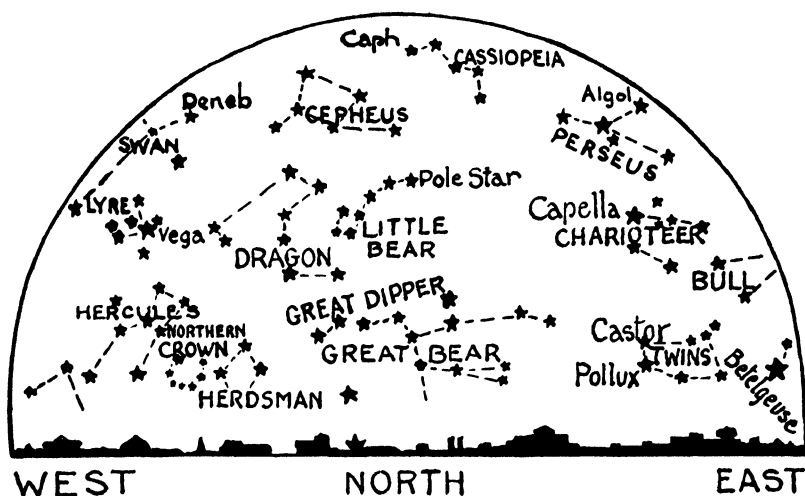 Caph
CASSIOPEIA
Deneb
CEPHEUS
Algol
SWAN
PERSEUS
Pole Star
LYRE
Vega
LITTLE
BEAR
DRAGON
Capella
CHARIOTEER
BULL
HERCULES
GREAT DIPPER
NORTHERN
CROWN
GREAT BEAR
Castor
TWINS
Pollux
Betelgeuse
HERDSMAN
WEST NORTH EAST